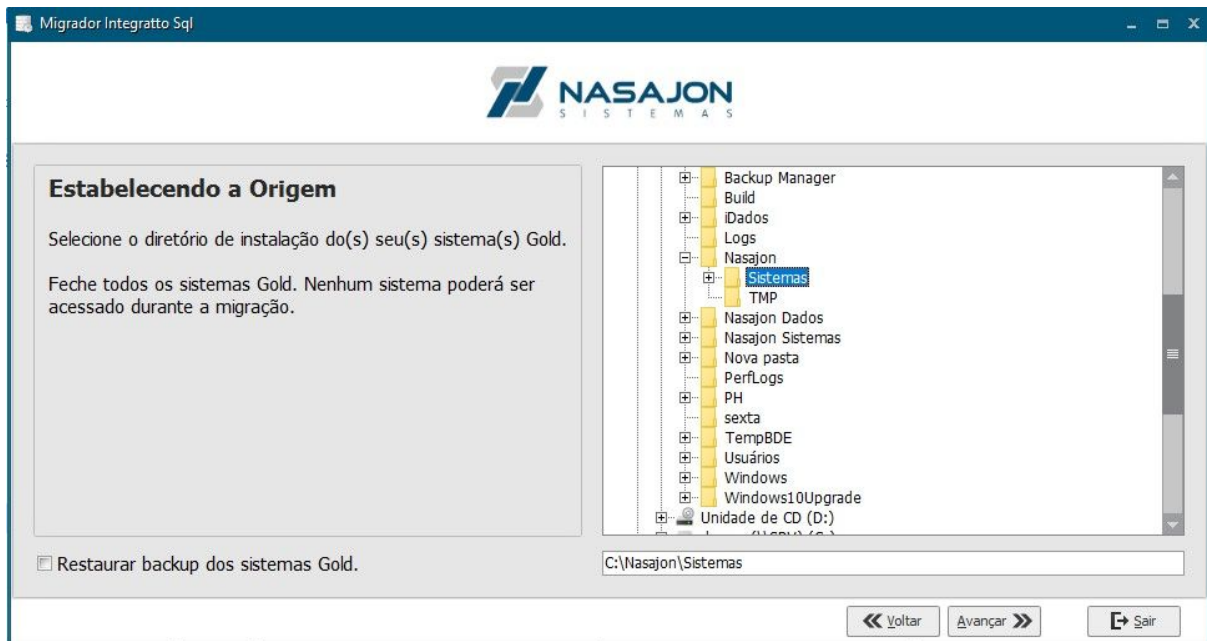 Migrador Integratto Sql
NASAJON
SISTEMAS
Estabelecendo a Origem
Selecione o diretório de instalação do(s) seu(s) sistema(s) Gold.
Feche todos os sistemas Gold. Nenhum sistema poderá ser
acessado durante a migração.
Backup Manager
Build
iDados
Logs
Nasajon
Sistemas
TMP
Nasajon Dados
Nasajon Sistemas
Nova pasta
PerfLogs
PH
sexta
TempBDE
Usuários
Windows
Windows10Upgrade
Unidade de CD (D:)
Restaurar backup dos sistemas Gold.
C:\Nasajon\Sistemas
Voltar
Avançar
Sair